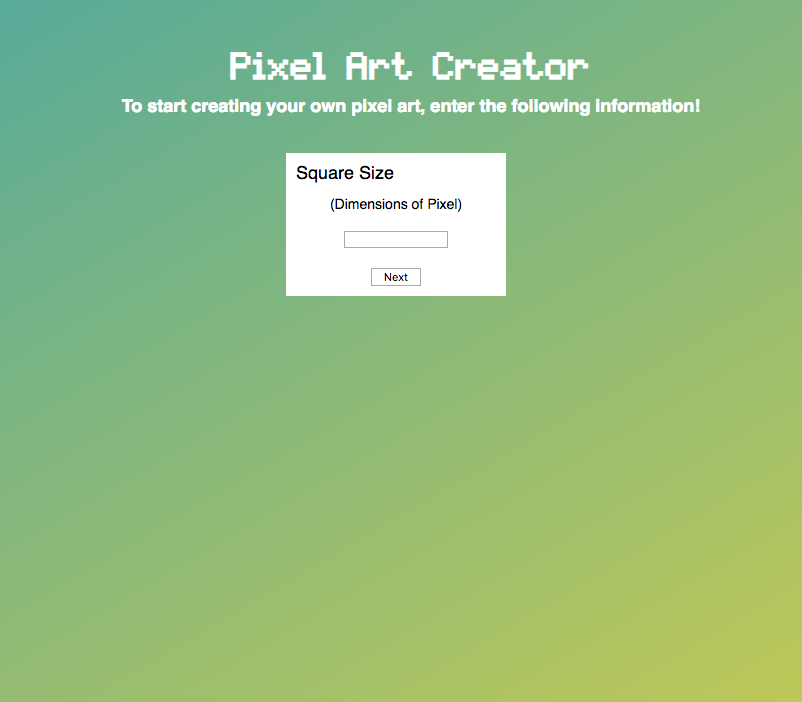 Pixel Art Creator
To start creating your own pixel art, enter the following information!
Square Size
(Dimensions of Pixel)
Next